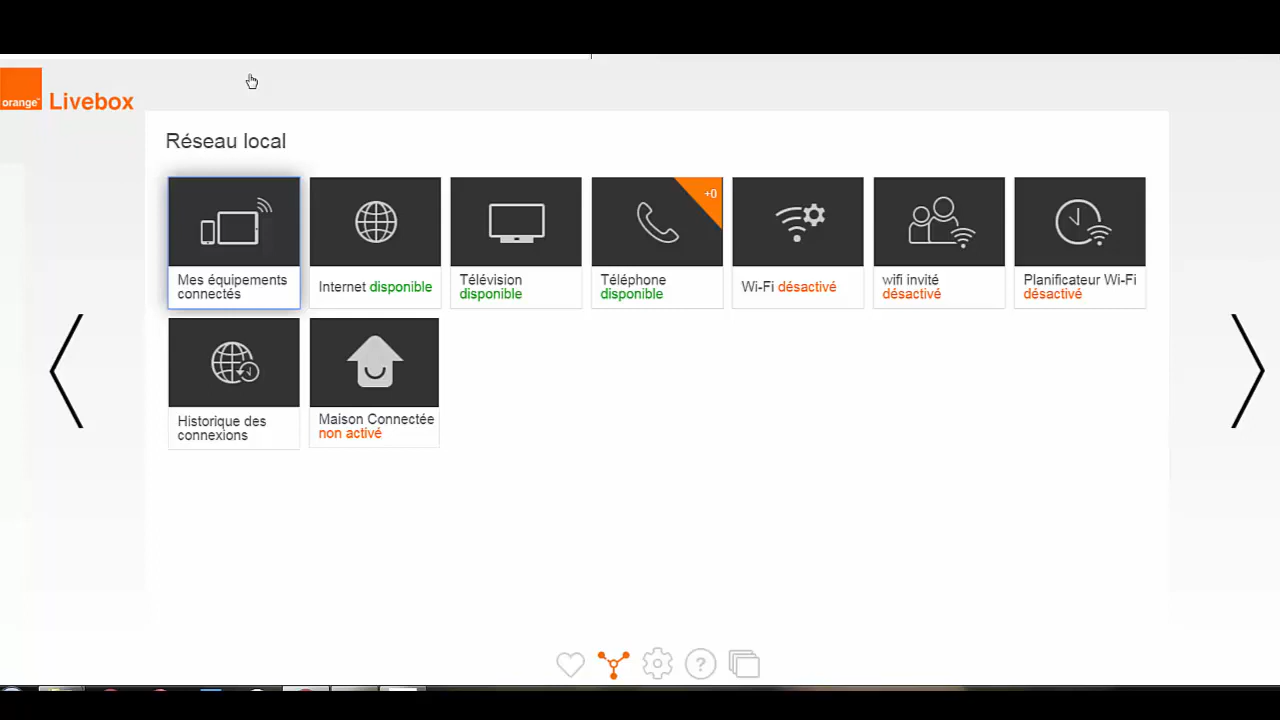 orange™
Livebox
Réseau local
Mes équipements
connectés
Internet disponible
Télévision
disponible
+0
Téléphone
disponible
Wi-Fi désactivé
wifi invité
désactivé
Planificateur Wi-Fi
désactivé
Historique des
connexions
Maison Connectée
non activé
?